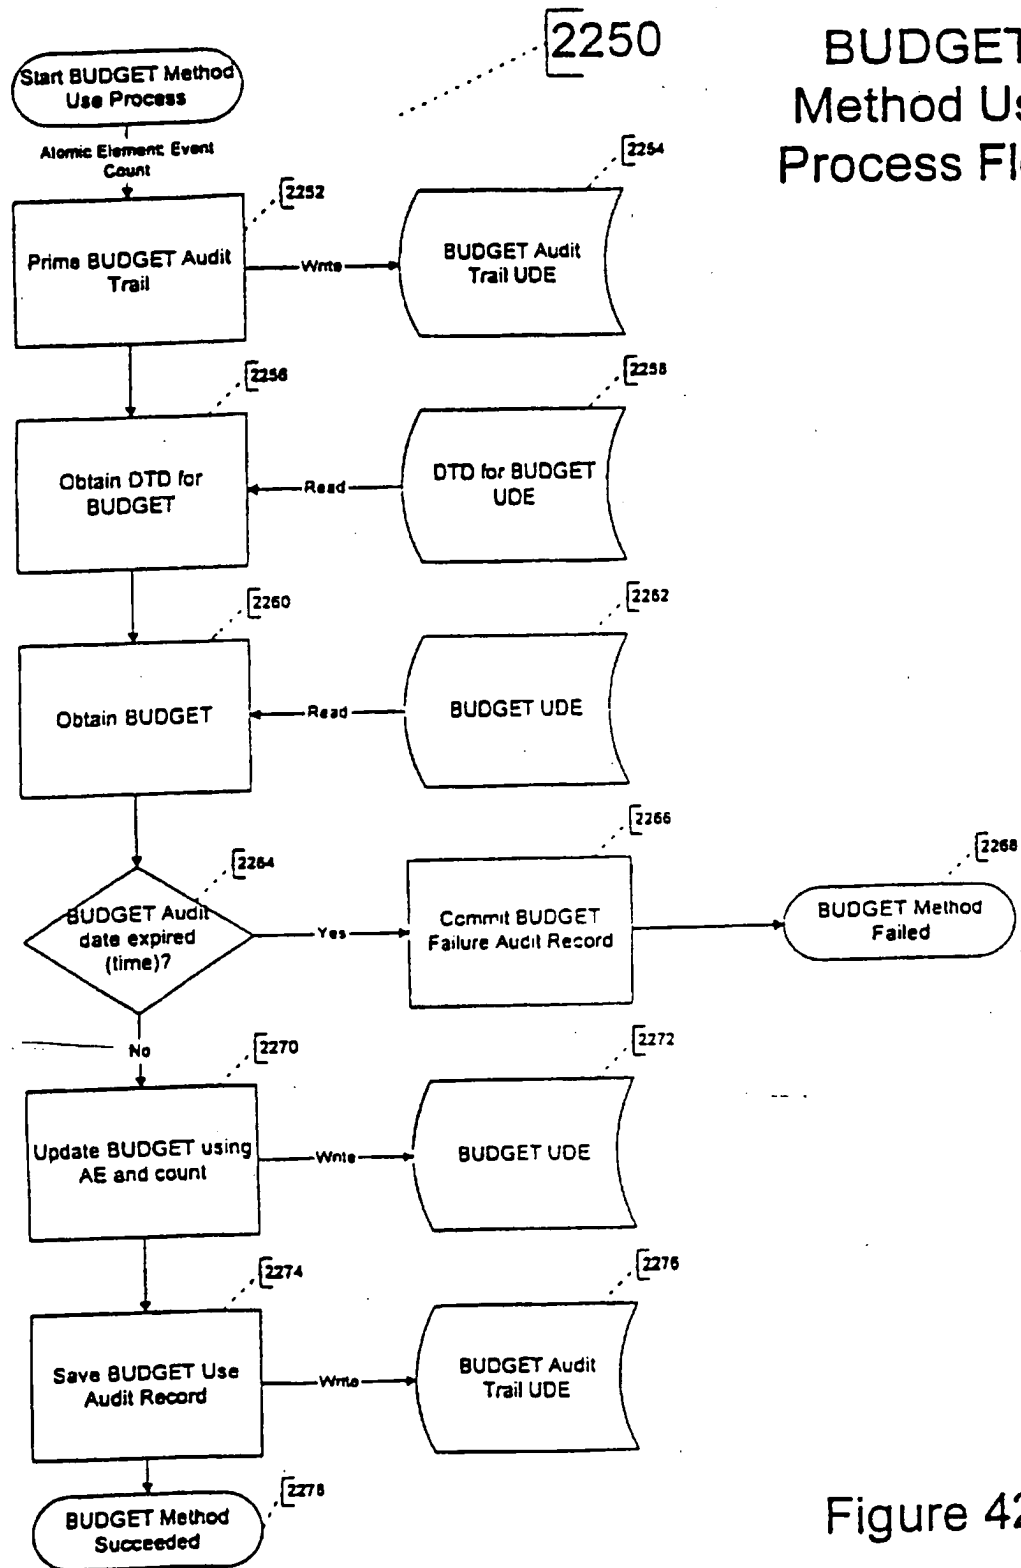 2250
BUDGET
Method Us
Process Flo
Start BUDGET Method
Use Process
Atomic Element, Event
Count
2252
Prime BUDGET Audit
Trail
Write
2254
BUDGET Audit
Trail UDE
2256
Obtain DTD for
BUDGET
Read
2258
DTD for BUDGET
UDE
2260
Obtain BUDGET
Read
2262
BUDGET UDE
2264
BUDGET Audit
date expired
(time)?
Yes
2266
Commit BUDGET
Failure Audit Record
2268
BUDGET Method
Failed
No
2270
Update BUDGET using
AE and count
Write
2272
BUDGET UDE
2274
Save BUDGET Use
Audit Record
Write
2276
BUDGET Audit
Trail UDE
2278
BUDGET Method
Succeeded
Figure 42